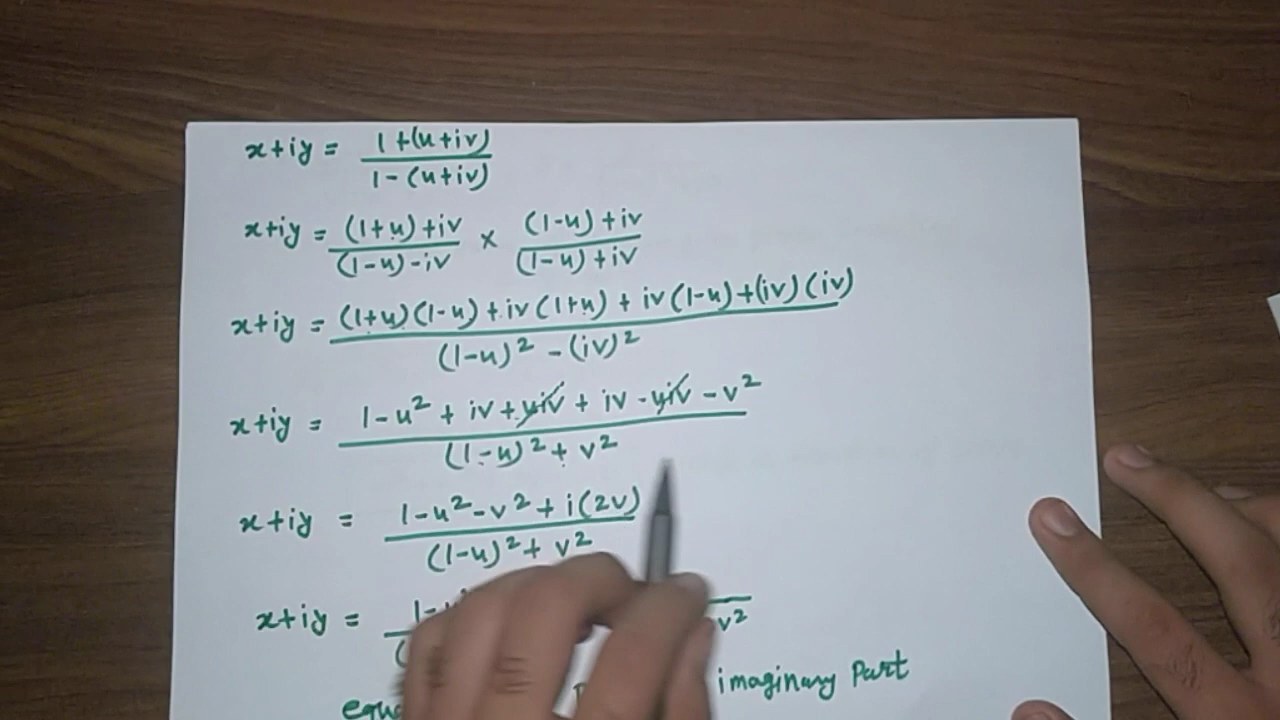 x+iy = 1+(u+iv) / 1-(u+iv)
x+iy = (1+u)+iv / (1-u)-iv × (1-u)+iv / (1-u)+iv
x+iy = (1+u)(1-u)+iv(1+u)+iv(1-u)+(iv)(iv) / (1-u)²-(iv)²
x+iy = 1-u²+iv+uiv+iv-uiv-v² / (1-u)²+v²
x+iy = 1-u²-v²+i(2v) / (1-u)²+v²
x+iy = 1- v²
imaginary part